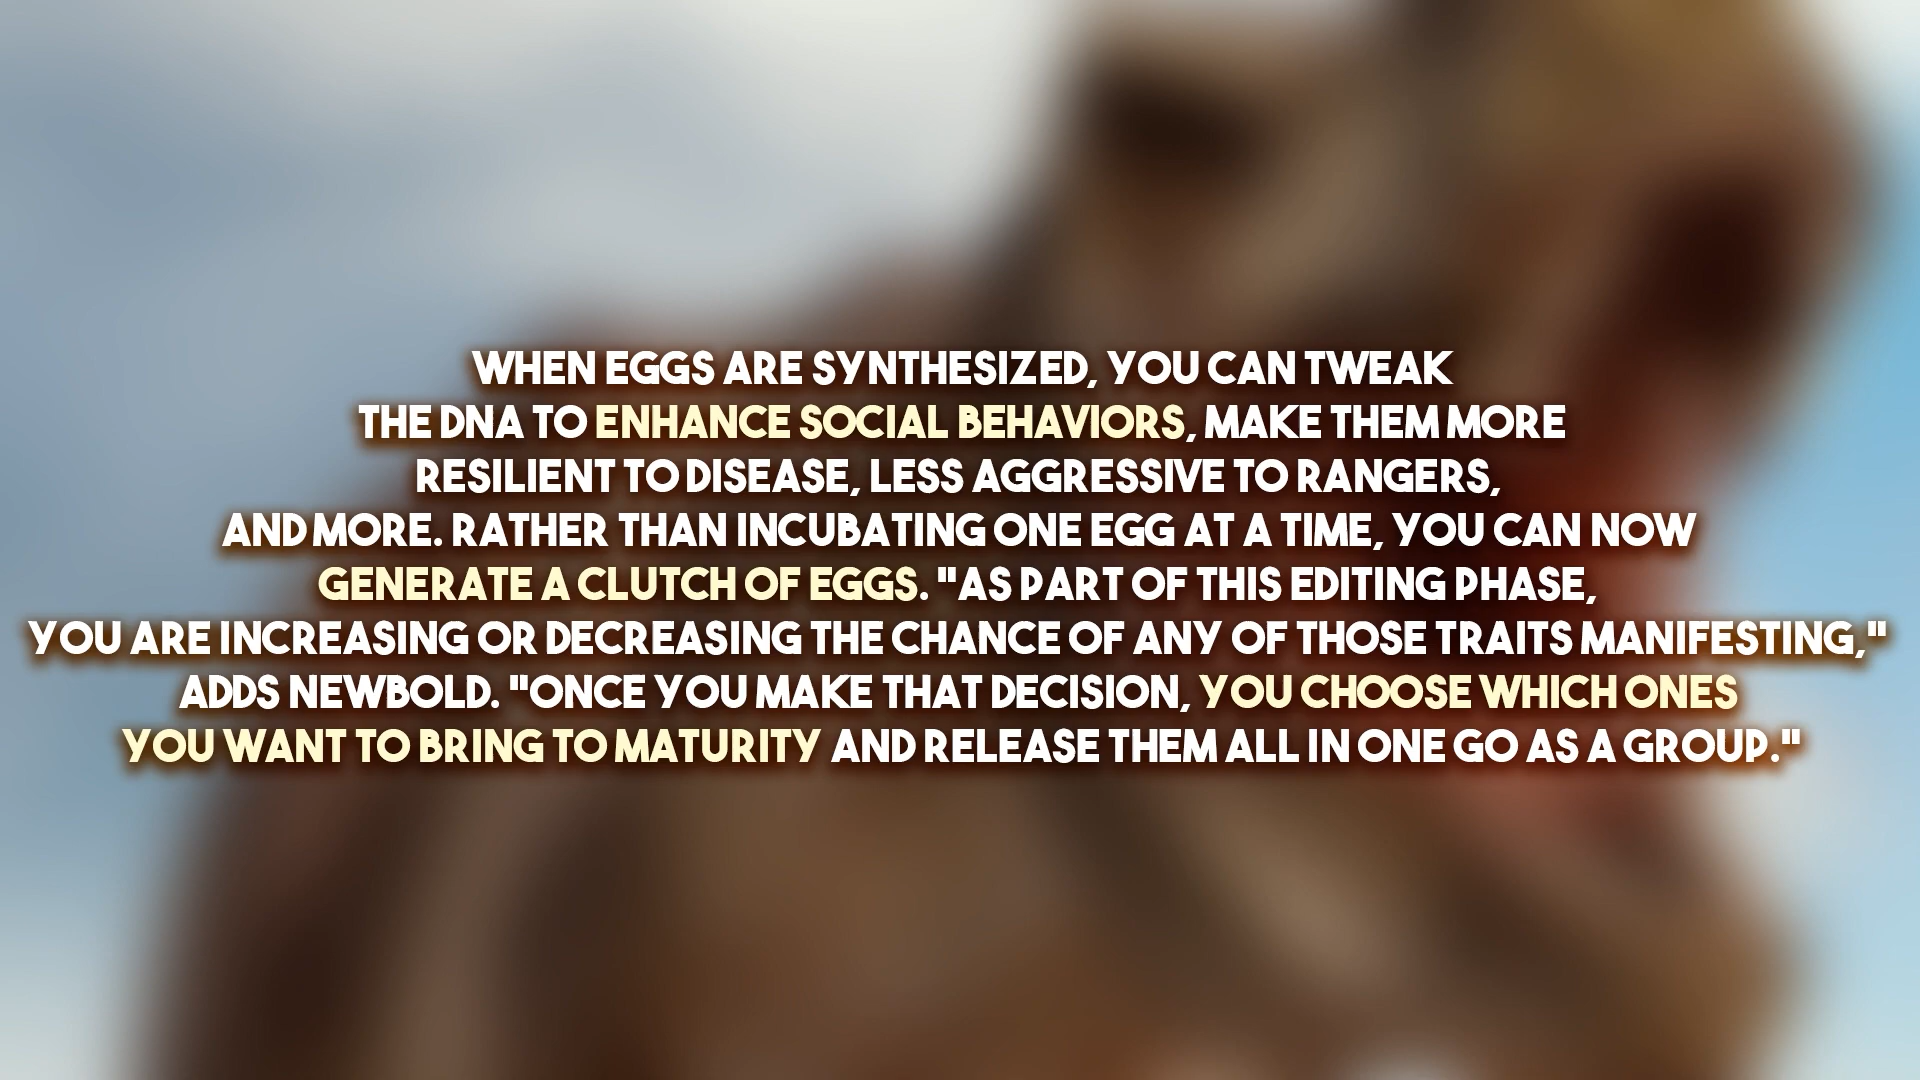 WHEN EGGS ARE SYNTHESIZED, YOU CAN TWEAK
THE DNA TO ENHANCE SOCIAL BEHAVIORS, MAKE THEM MORE
RESILIENT TO DISEASE, LESS AGGRESSIVE TO RANGERS,
AND MORE. RATHER THAN INCUBATING ONE EGG AT A TIME, YOU CAN NOW
GENERATE A CLUTCH OF EGGS. "AS PART OF THIS EDITING PHASE,
YOU ARE INCREASING OR DECREASING THE CHANCE OF ANY OF THOSE TRAITS MANIFESTING,"
ADDS NEWBOLD. "ONCE YOU MAKE THAT DECISION, YOU CHOOSE WHICH ONES
YOU WANT TO BRING TO MATURITY AND RELEASE THEM ALL IN ONE GO AS A GROUP."